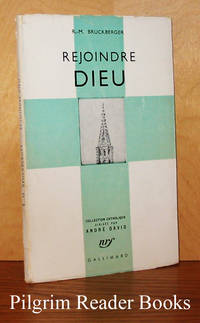 R.-M. BRUCKBERGER
REJOINDRE
DIEU
COLLECTION CATHOLIQUE
DIRIGÉE PAR
ANDRÉ DAVID
nrf
GALLIMARD
Pilgrim Reader Books